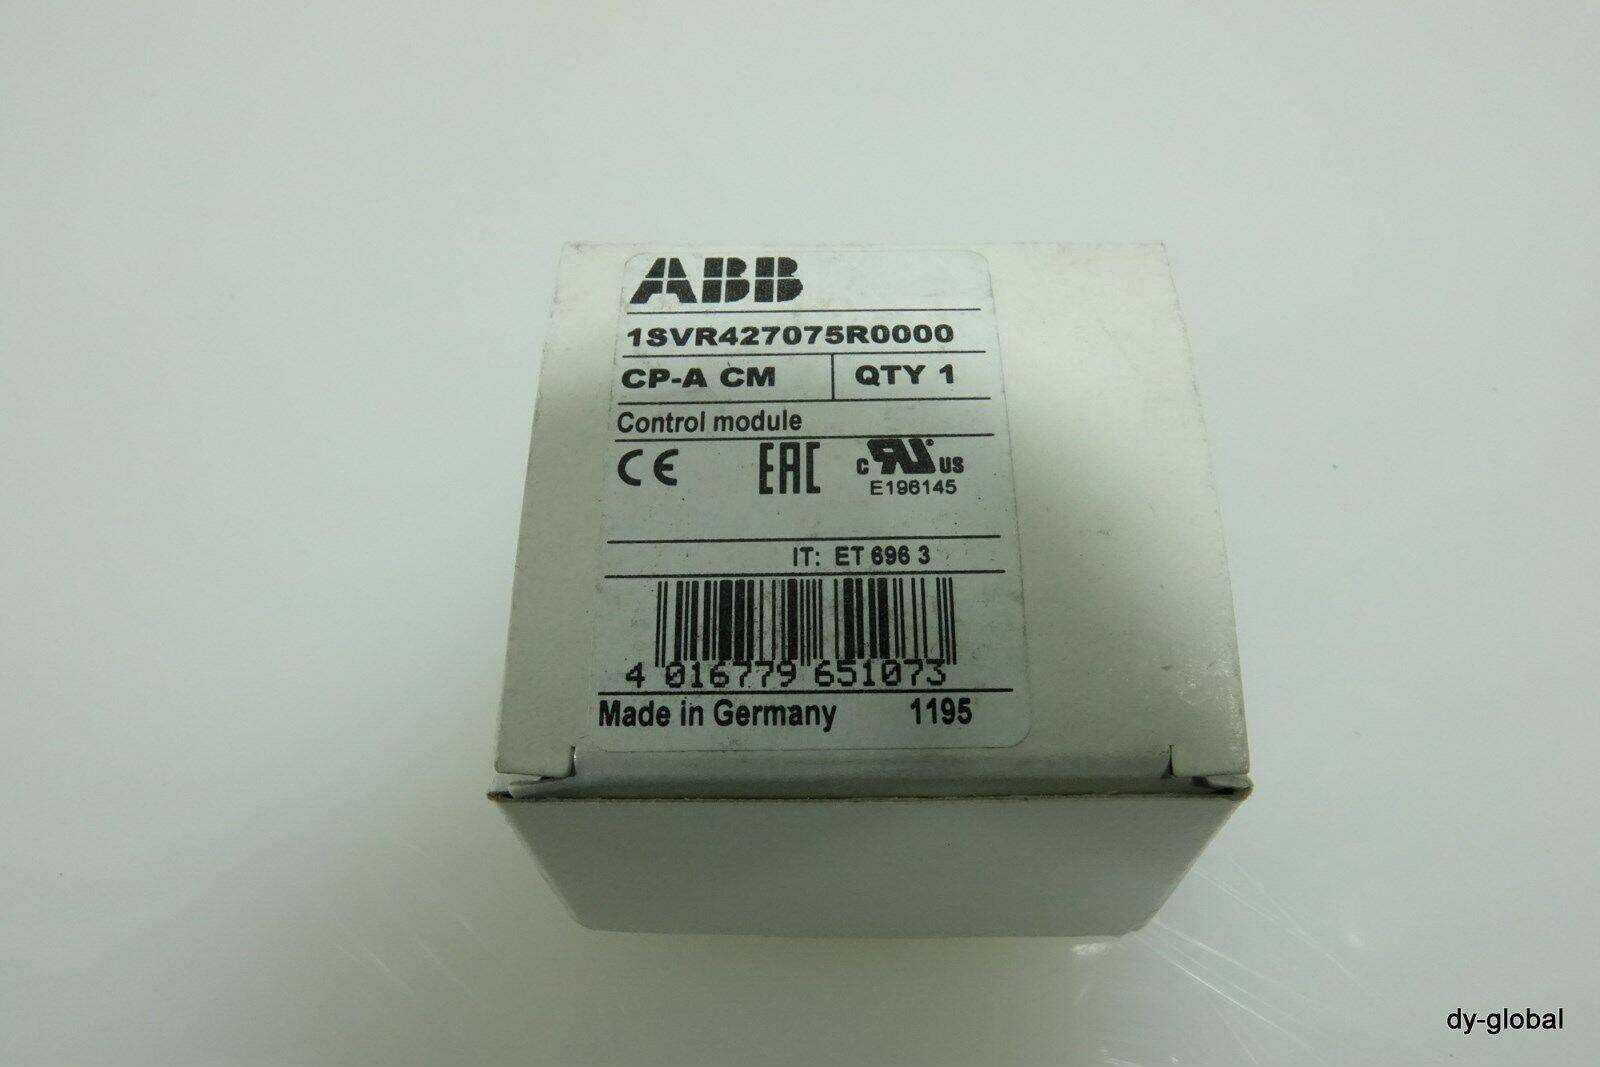 ABB
1SVR427075R0000
CP-A CM QTY 1
Control module
CE EAC c RU ® US
E196145
IT: ET 696 3
4 016779 651073
Made in Germany 1195
dy-global